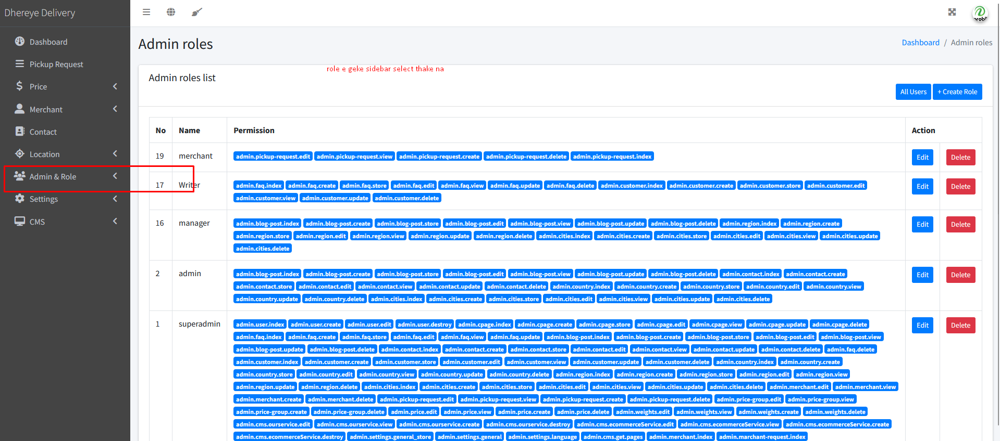 Dhereye Delivery
Dashboard
Pickup Request
Price
Merchant
Contact
Location
Admin & Role
Settings
CMS
Admin roles
Dashboard / Admin roles
role e geke sidebar select thake na
Admin roles list
All Users + Create Role
No Name Permission Action
19 merchant admin.pickup-request.edit admin.pickup-request.view admin.pickup-request.create admin.pickup-request.delete admin.pickup-request.index Edit Delete
17 Writer admin.faq.index admin.faq.create admin.faq.store admin.faq.edit admin.faq.view admin.faq.update admin.faq.delete admin.customer.index admin.customer.create admin.customer.store admin.customer.edit Edit Delete
admin.customer.view admin.customer.update admin.customer.delete
16 manager admin.blog-post.index admin.blog-post.create admin.blog-post.store admin.blog-post.edit admin.blog-post.view admin.blog-post.update admin.blog-post.delete admin.region.index admin.region.create Edit Delete
admin.region.store admin.region.edit admin.region.view admin.region.update admin.region.delete admin.cities.index admin.cities.create admin.cities.store admin.cities.edit admin.cities.view admin.cities.update
admin.cities.delete
2 admin admin.blog-post.index admin.blog-post.create admin.blog-post.store admin.blog-post.edit admin.blog-post.view admin.blog-post.update admin.blog-post.delete admin.contact.index admin.contact.create Edit Delete
admin.contact.store admin.contact.edit admin.contact.view admin.contact.update admin.contact.delete admin.country.index admin.country.create admin.country.store admin.country.edit admin.country.view
admin.country.update admin.country.delete admin.cities.index admin.cities.create admin.cities.store admin.cities.edit admin.cities.view admin.cities.update admin.cities.delete
1 superadmin admin.user.index admin.user.create admin.user.edit admin.user.destroy admin.cpage.index admin.cpage.create admin.cpage.store admin.cpage.edit admin.cpage.view admin.cpage.update admin.cpage.delete Edit Delete
admin.faq.index admin.faq.create admin.faq.store admin.faq.edit admin.faq.view admin.faq.update admin.blog-post.index admin.blog-post.create admin.blog-post.store admin.blog-post.edit admin.blog-post.view
admin.blog-post.update admin.blog-post.delete admin.contact.index admin.contact.create admin.contact.store admin.contact.edit admin.contact.view admin.contact.update admin.contact.delete admin.faq.delete
admin.customer.index admin.customer.create admin.customer.store admin.customer.edit admin.customer.view admin.customer.update admin.customer.delete admin.country.index admin.country.create
admin.country.store admin.country.edit admin.country.view admin.country.update admin.country.delete admin.region.index admin.region.create admin.region.store admin.region.edit admin.region.view
admin.region.update admin.region.delete admin.cities.index admin.cities.create admin.cities.store admin.cities.edit admin.cities.view admin.cities.update admin.cities.delete admin.merchant.edit admin.merchant.view
admin.merchant.create admin.merchant.delete admin.pickup-request.edit admin.pickup-request.view admin.pickup-request.create admin.pickup-request.delete admin.price-group.edit admin.price-group.view
admin.price-group.create admin.price-group.delete admin.price.edit admin.price.view admin.price.create admin.price.delete admin.weights.edit admin.weights.view admin.weights.create admin.weights.delete
admin.cms.ourservice.edit admin.cms.ourservice.view admin.cms.ourservice.create admin.cms.ourservice.destroy admin.cms.ecommerceService.edit admin.cms.ecommerceService.view admin.cms.ecommerceService.create
admin.cms.ecommerceService.destroy admin.settings.general_store admin.settings.general admin.settings.language admin.cms.get.pages admin.merchant.index admin.marchant-request.index